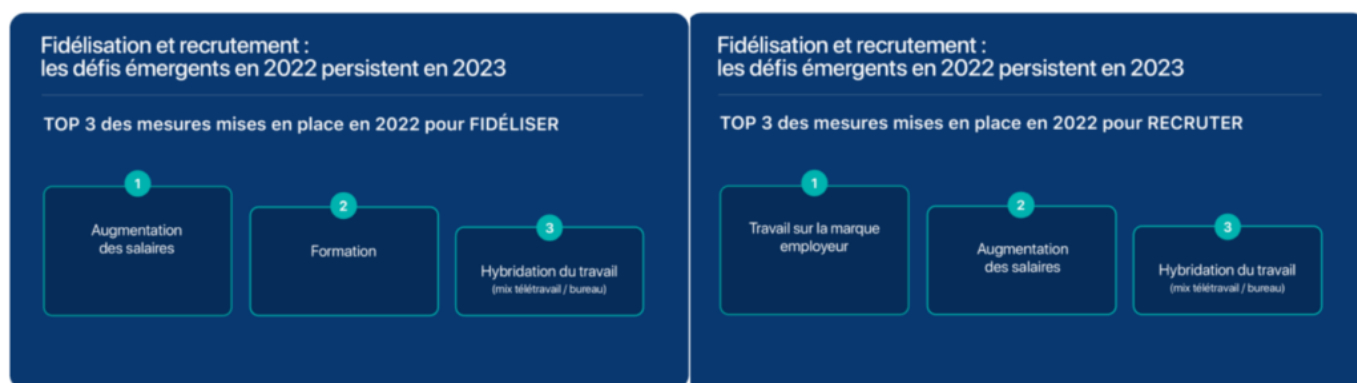 Fidélisation et recrutement :
les défis émergents en 2022 persistent en 2023
TOP 3 des mesures mises en place en 2022 pour FIDÉLISER
1
Augmentation
des salaires
2
Formation
3
Hybridation du travail
(mix télétravail / bureau)
Fidélisation et recrutement :
les défis émergents en 2022 persistent en 2023
TOP 3 des mesures mises en place en 2022 pour RECRUTER
1
Travail sur la marque
employeur
2
Augmentation
des salaires
3
Hybridation du travail
(mix télétravail / bureau)